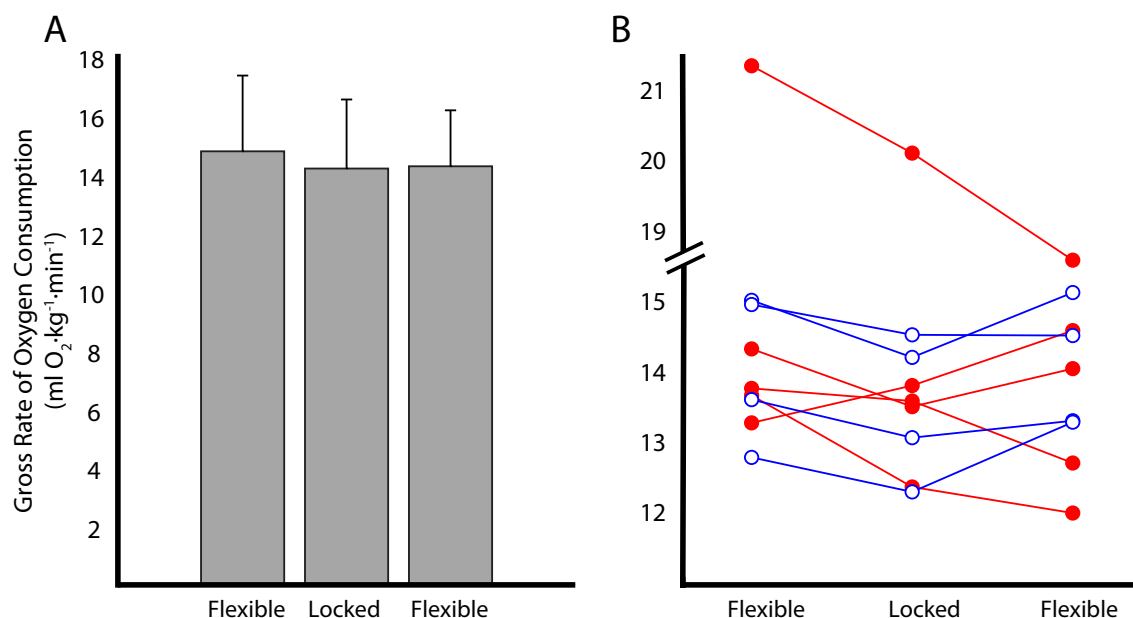 A
18
16
14
12
10
8
6
4
2
Gross Rate of Oxygen Consumption
(ml O₂·kg⁻¹·min⁻¹)
Flexible Locked Flexible
B
21
20
19
15
14
13
12
Flexible Locked Flexible